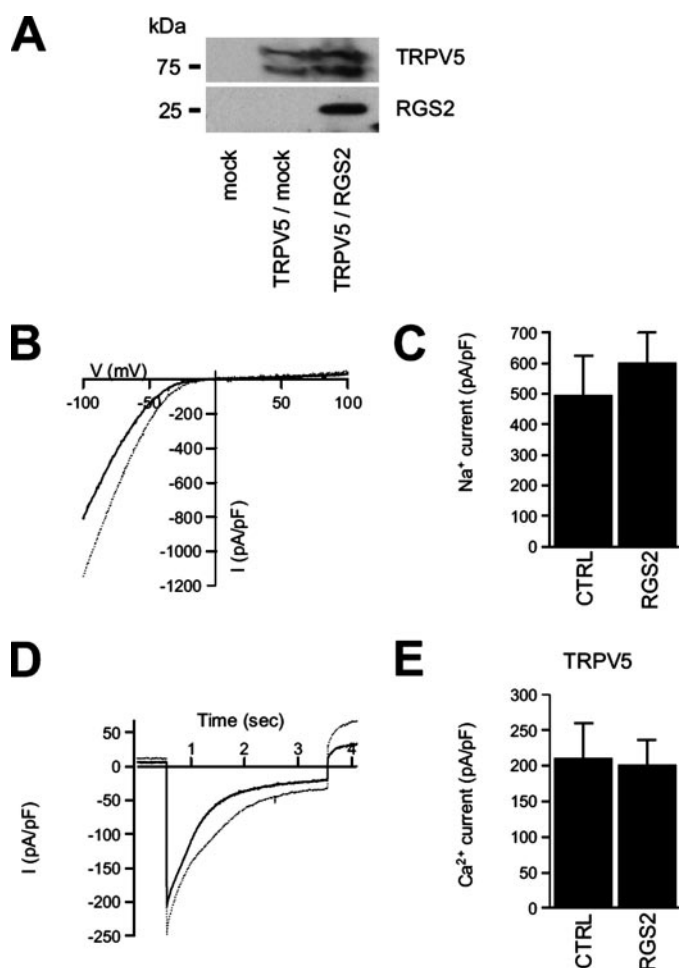 A
kDa
75
TRPV5
25
RGS2
mock
TRPV5 / mock
TRPV5 / RGS2
B
V (mV)
-100
-50
50
100
-200
-400
-600
-800
-1000
-1200
I (pA/pF)
C
Na⁺ current (pA/pF)
700
600
500
400
300
200
100
0
CTRL
RGS2
D
Time (sec)
50
0
-50
-100
-150
-200
-250
1
2
3
4
I (pA/pF)
E
TRPV5
Ca²⁺ current (pA/pF)
300
250
200
150
100
50
0
CTRL
RGS2